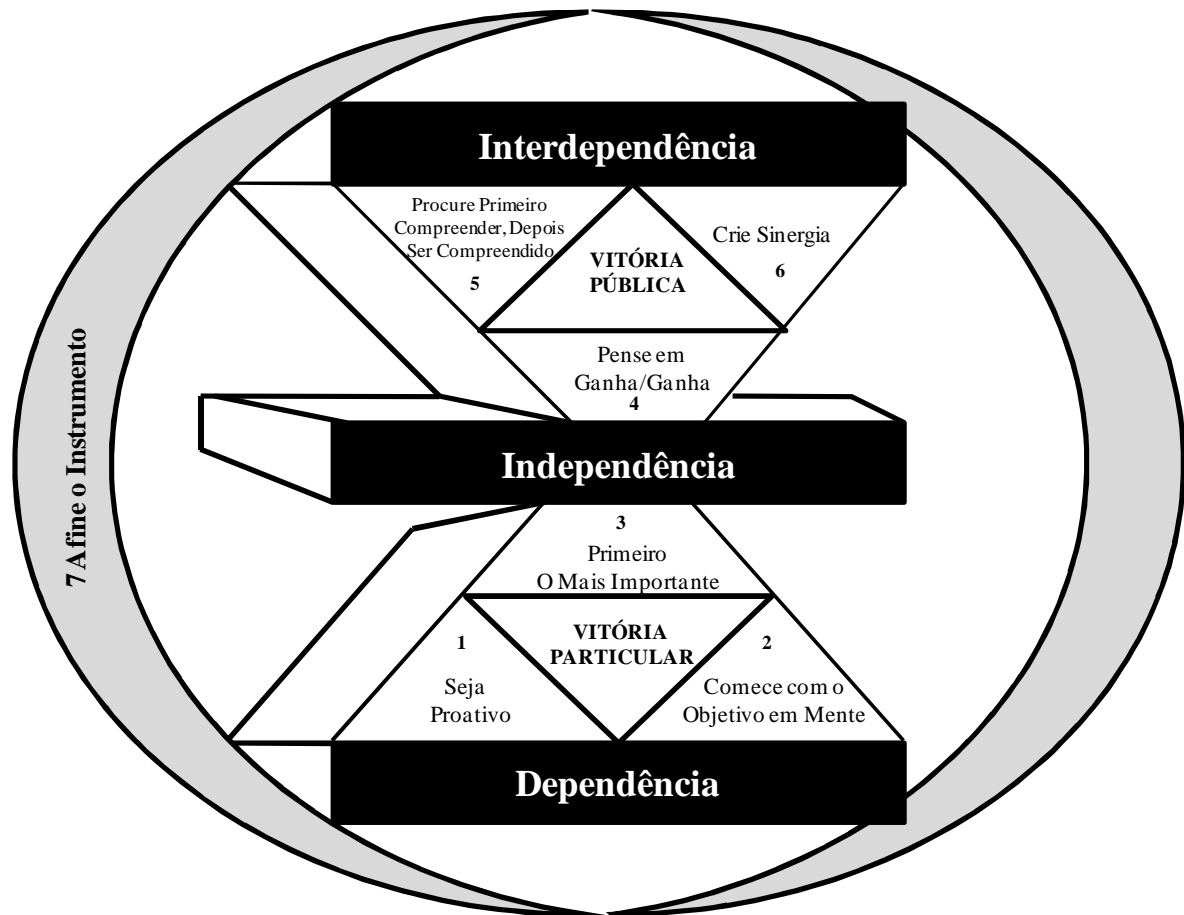 Interdependência
Procure Primeiro
Compreender, Depois
Ser Compreendido
5
VITÓRIA
PÚBLICA
Crie Sinergia
6
Pense em
Ganha/Ganha
4
7 Afine o Instrumento
Independência
3
Primeiro
O Mais Importante
1
Seja
Proativo
VITÓRIA
PARTICULAR
2
Comece com o
Objetivo em Mente
Dependência